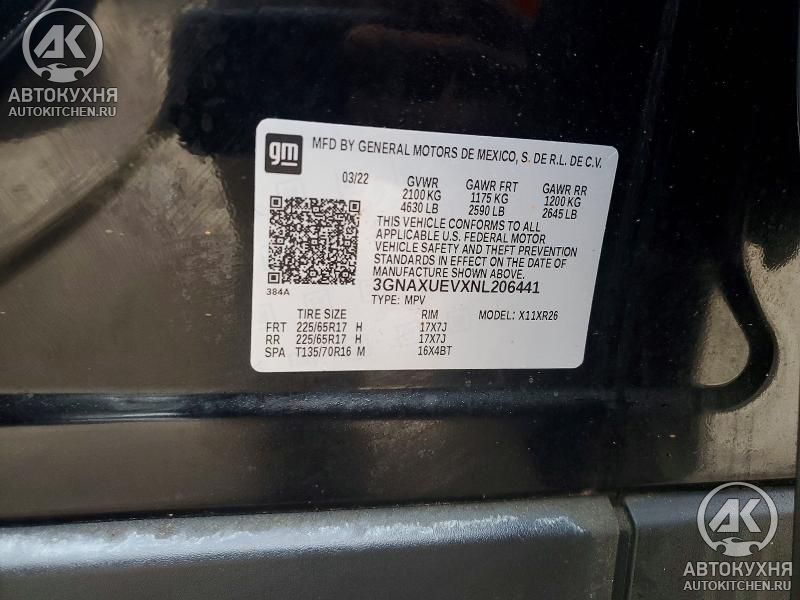 AK
АВТОКУХНЯ
AUTOKITCHEN.RU
gm
MFD BY GENERAL MOTORS DE MEXICO, S. DE R.L. DE C.V.
03/22 GVWR GAWR FRT GAWR RR
2100 KG 1175 KG 1200 KG
4630 LB 2590 LB 2645 LB
THIS VEHICLE CONFORMS TO ALL
APPLICABLE U.S. FEDERAL MOTOR
VEHICLE SAFETY AND THEFT PREVENTION
STANDARDS IN EFFECT ON THE DATE OF
MANUFACTURE SHOWN ABOVE.
384A
3GNAXUEVXNL206441
TYPE: MPV
TIRE SIZE RIM MODEL: X11XR26
FRT 225/65R17 H 17X7J
RR 225/65R17 H 17X7J
SPA T135/70R16 M 16X4BT
AK
АВТОКУХНЯ
AUTOKITCHEN.RU